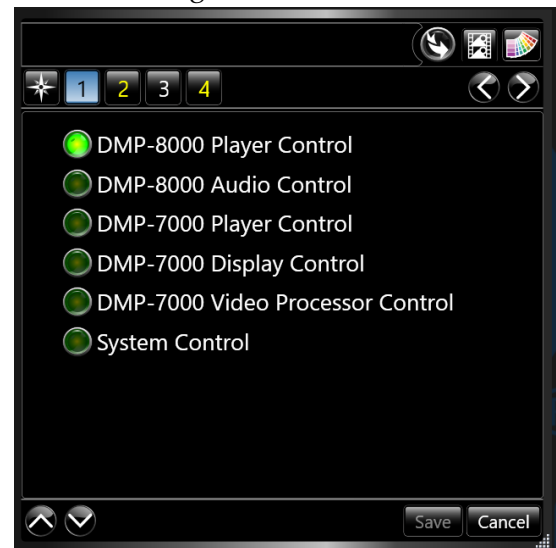 1 2 3 4
DMP-8000 Player Control
DMP-8000 Audio Control
DMP-7000 Player Control
DMP-7000 Display Control
DMP-7000 Video Processor Control
System Control
Save Cancel